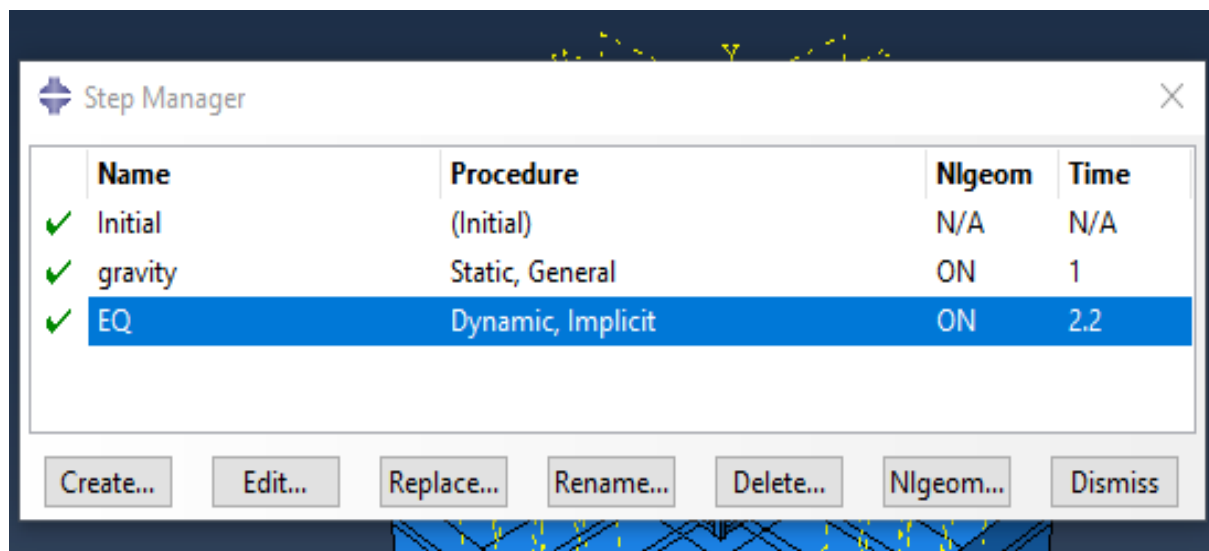 Y
Step Manager
Name Procedure Nlgeom Time
Initial (Initial) N/A N/A
gravity Static, General ON 1
EQ Dynamic, Implicit ON 2.2
Create... Edit... Replace... Rename... Delete... Nlgeom... Dismiss